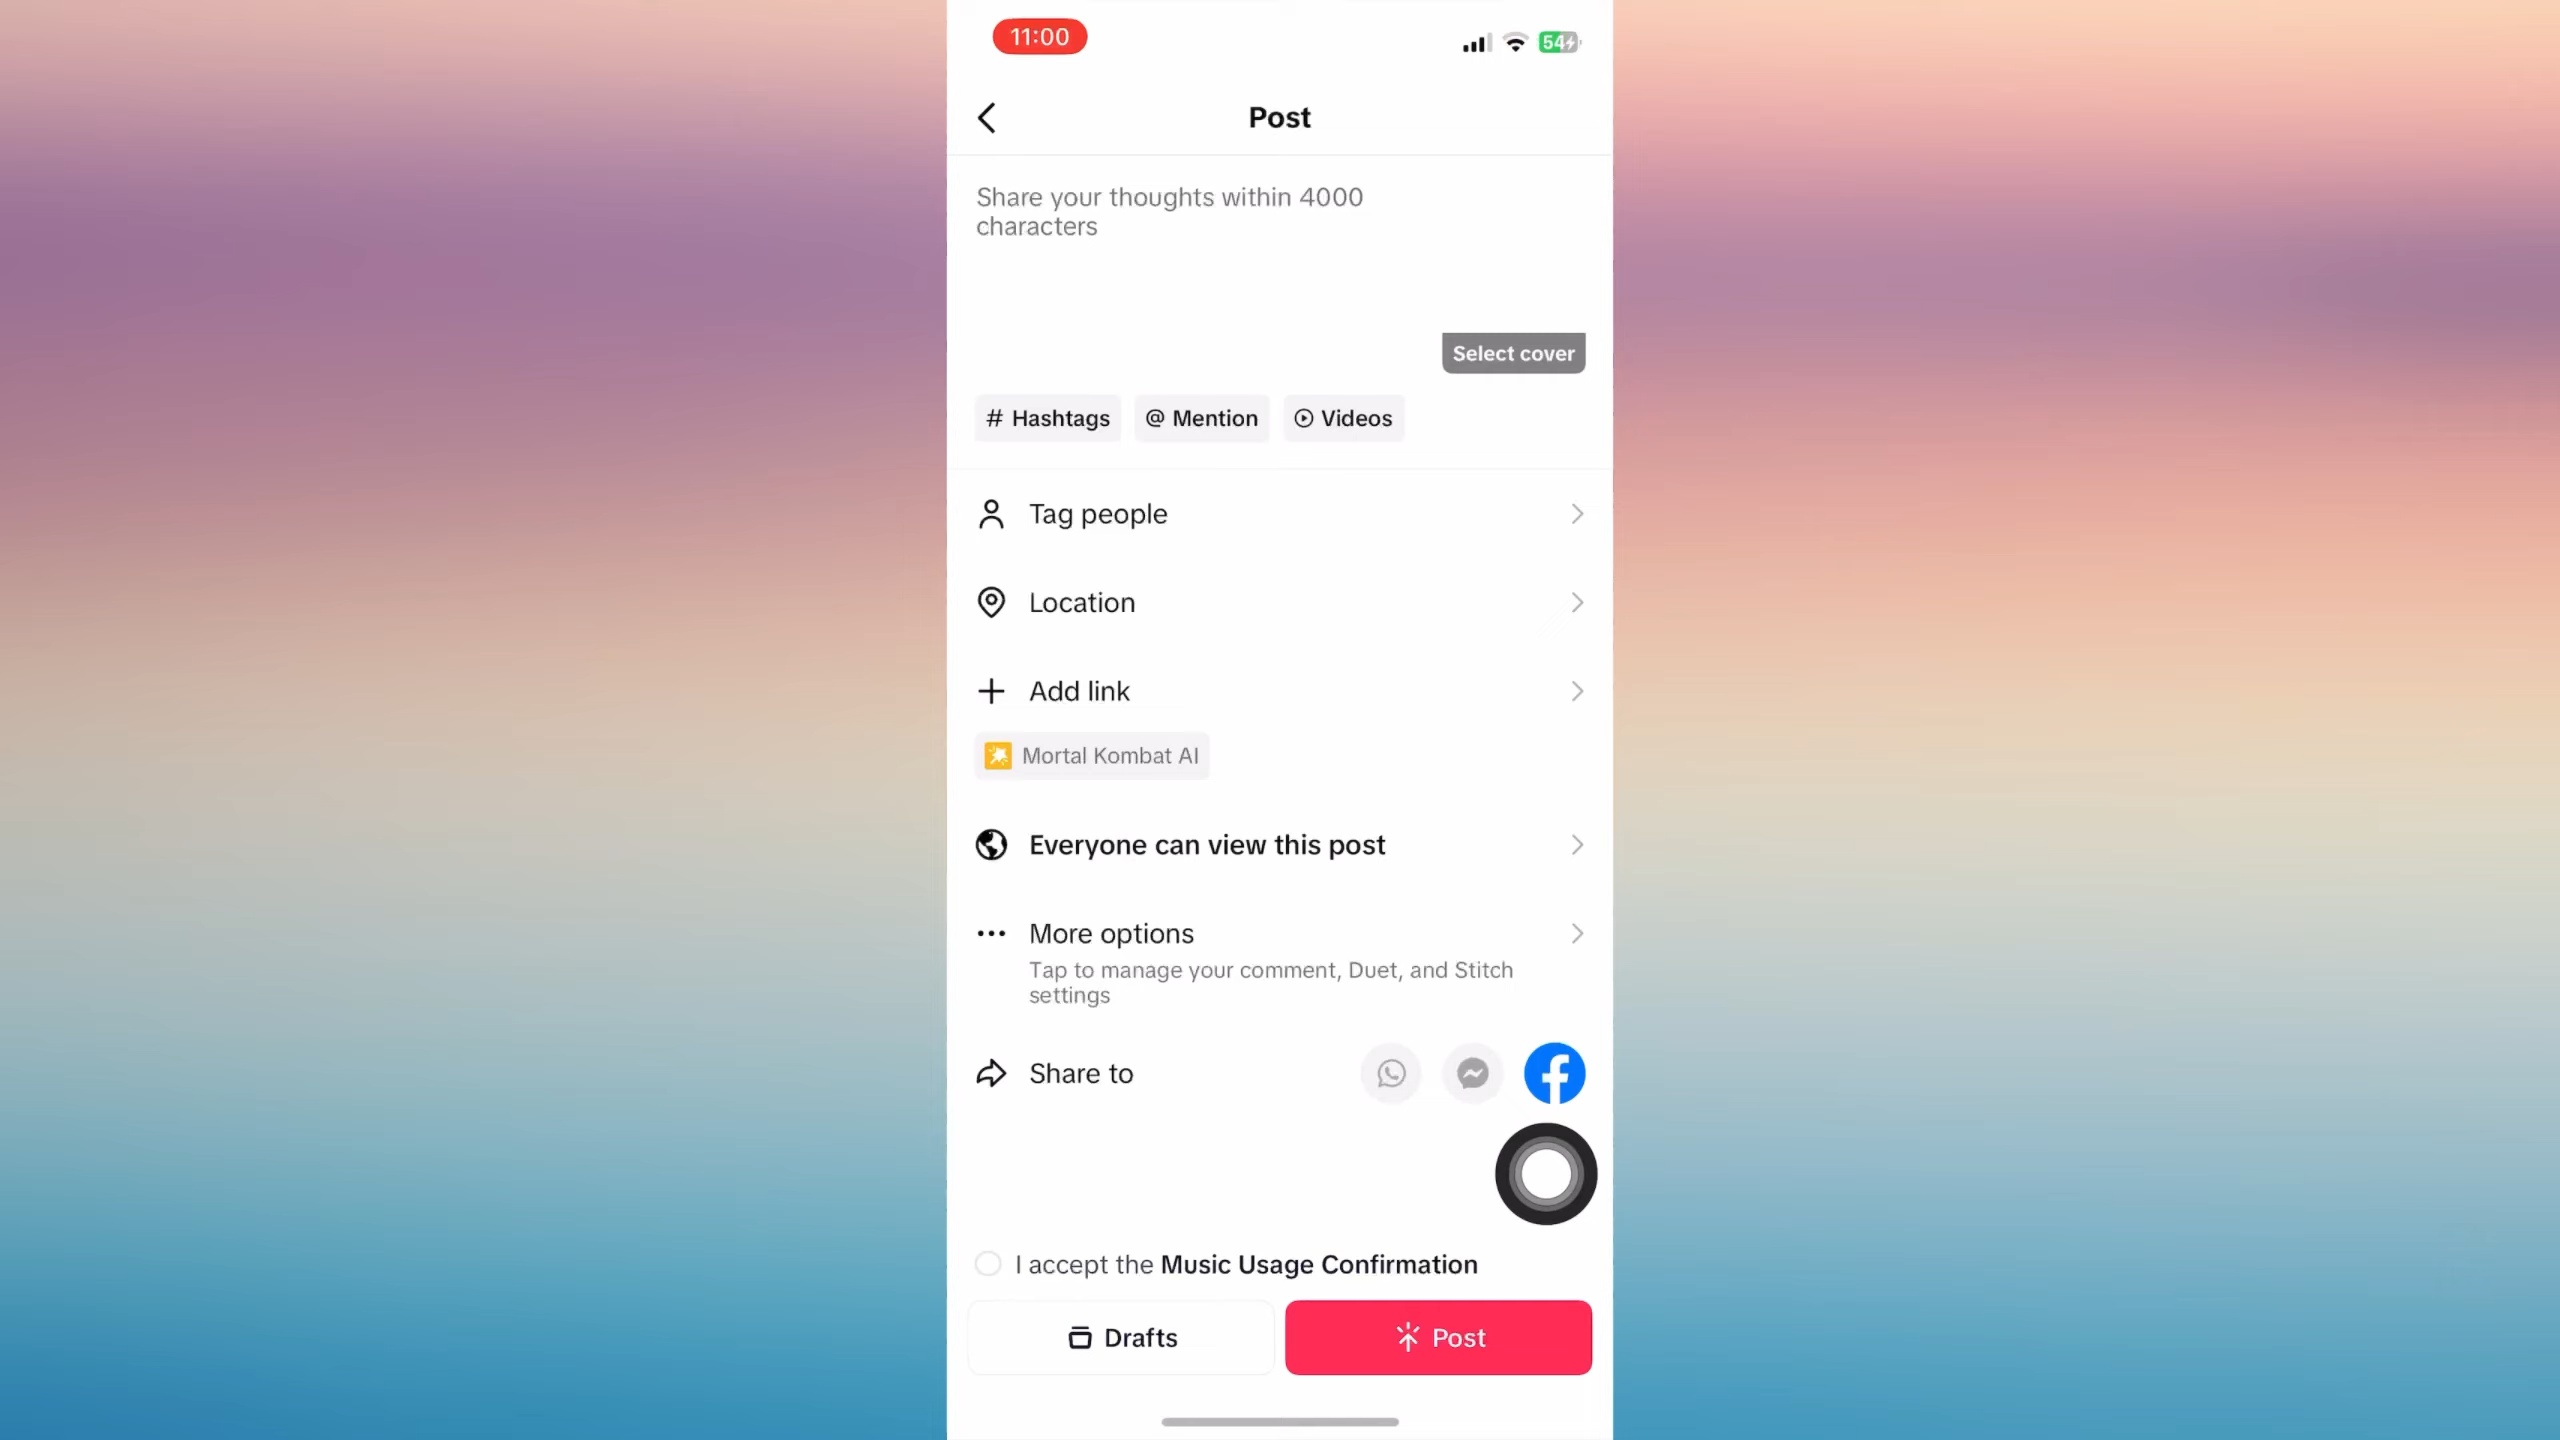 11:00
54
Post
Share your thoughts within 4000
characters
Select cover
# Hashtags
@ Mention
Videos
Tag people
Location
Add link
Mortal Kombat AI
Everyone can view this post
More options
Tap to manage your comment, Duet, and Stitch
settings
Share to
I accept the Music Usage Confirmation
Drafts
Post